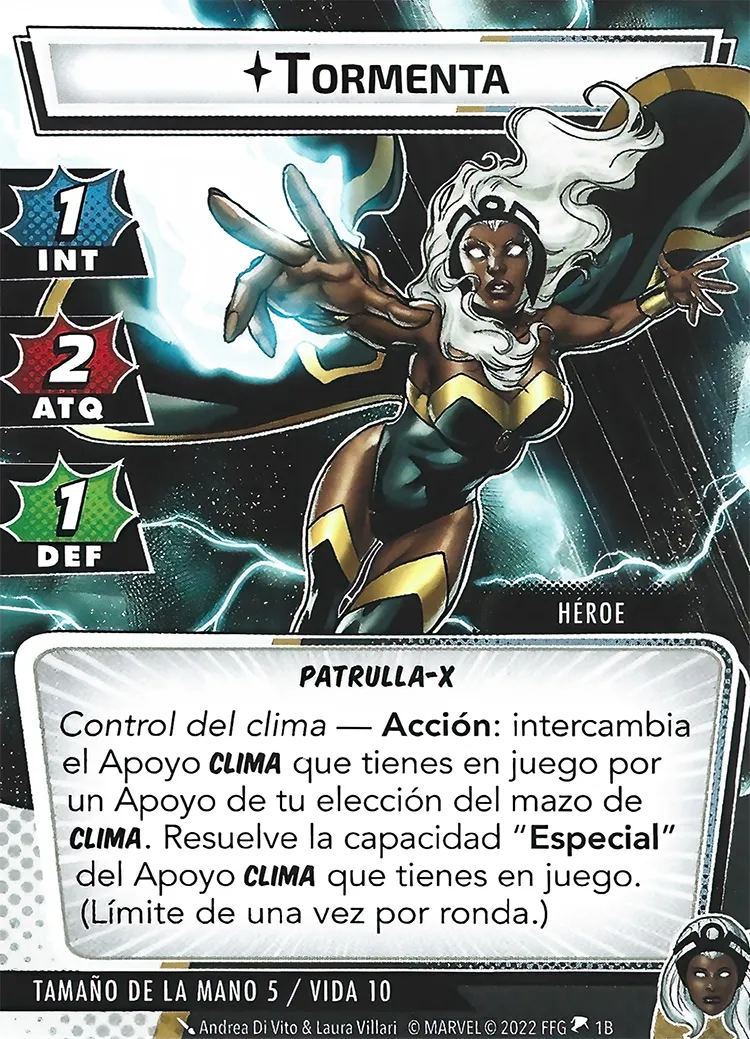 TORMENTA
1
INT
2
ATQ
1
DEF
HÉROE
PATRULLA-X
Control del clima — Acción: intercambia
el Apoyo CLIMA que tienes en juego por
un Apoyo de tu elección del mazo de
CLIMA. Resuelve la capacidad "Especial"
del Apoyo CLIMA que tienes en juego.
(Límite de una vez por ronda.)
TAMAÑO DE LA MANO 5 / VIDA 10
Andrea Di Vito & Laura Villari © MARVEL © 2022 FFG 1B